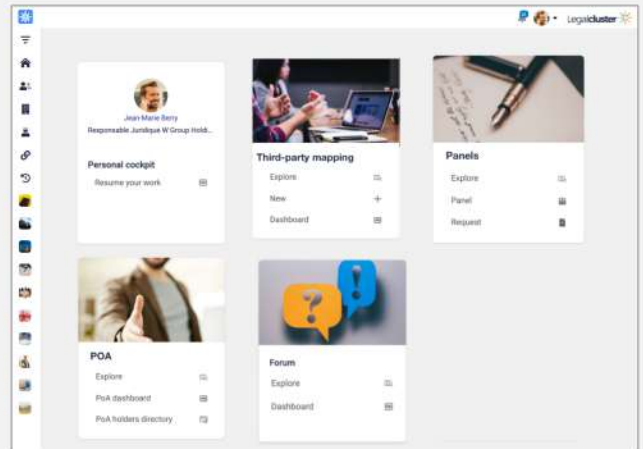 Legalcluster
Jean-Marie Berry
Responsable Juridique W Group Holdi...
Personal cockpit
Resume your work
Third-party mapping
Explore
New
Dashboard
Panels
Explore
Panel
Request
POA
Explore
PoA dashboard
PoA holders directory
Forum
Explore
Dashboard